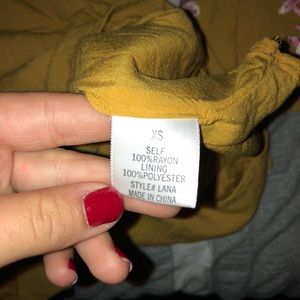 XS
SELF
100%RAYON
LINING
100%POLYESTER
STYLE# LANA
MADE IN CHINA